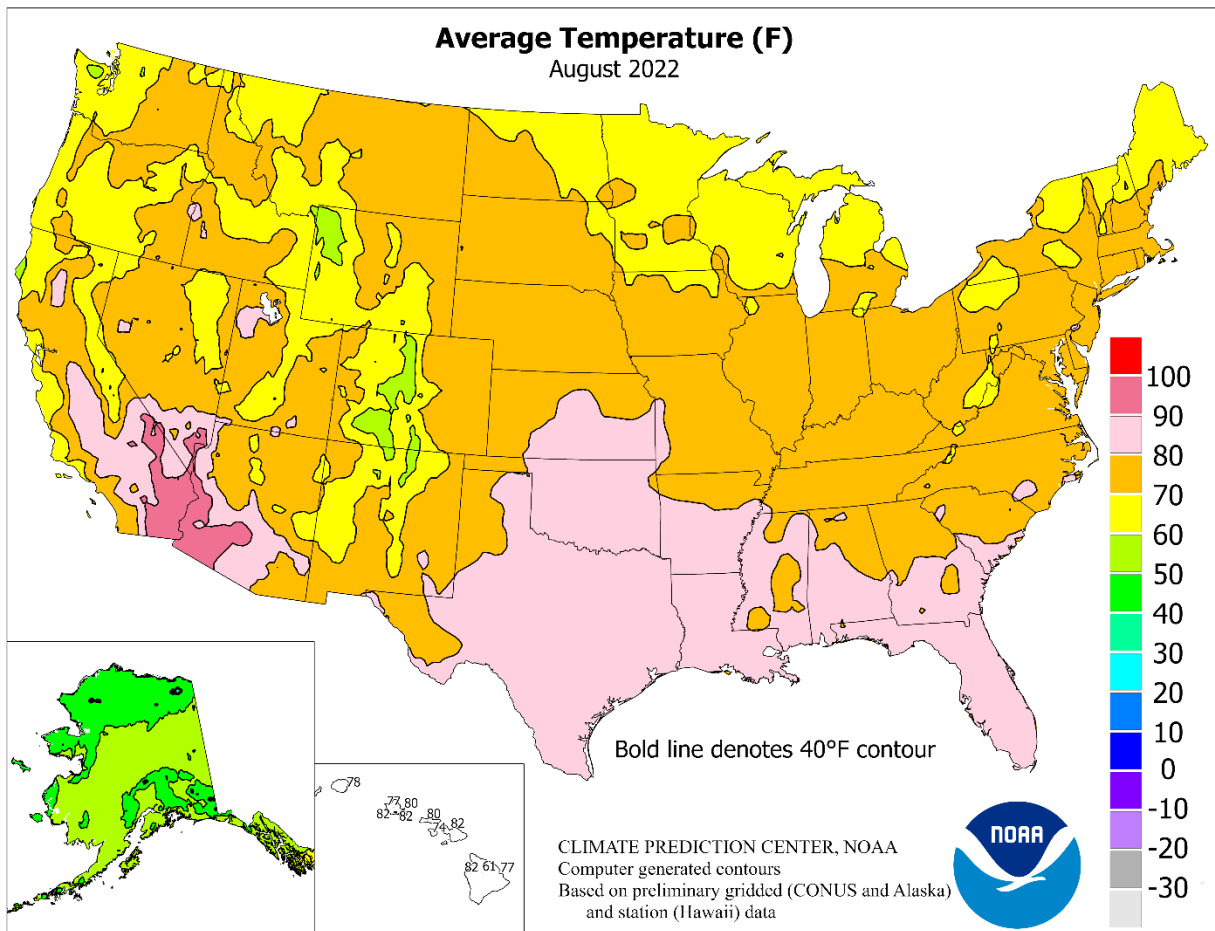 Average Temperature (F)
August 2022
100
90
80
70
60
50
40
30
20
10
0
-10
-20
-30
Bold line denotes 40°F contour
78
77 80
82 82
80
74 82
82 61 77
CLIMATE PREDICTION CENTER, NOAA
Computer generated contours
Based on preliminary gridded (CONUS and Alaska)
and station (Hawaii) data
NOAA